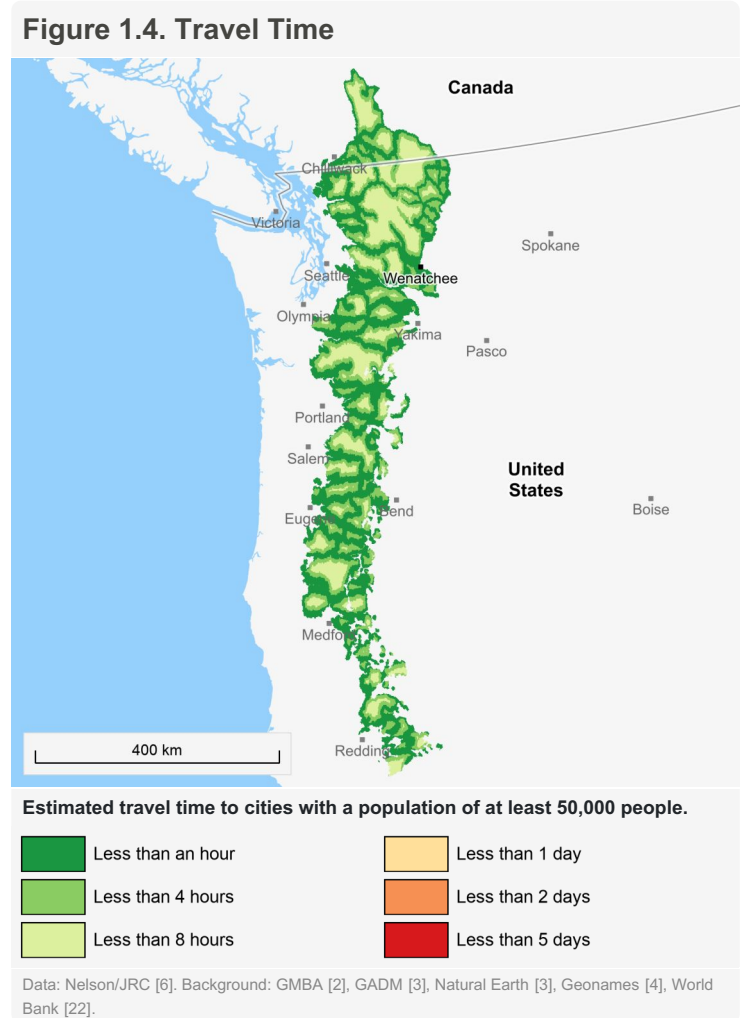 Figure 1.4. Travel Time
Canada
Chilliwack
Victoria
Spokane
Seattle
Wenatchee
Olympia
Yakima
Pasco
Portland
Salem
United
States
Boise
Eugene
Bend
Medford
400 km
Redding
Estimated travel time to cities with a population of at least 50,000 people.
Less than an hour
Less than 1 day
Less than 4 hours
Less than 2 days
Less than 8 hours
Less than 5 days
Data: Nelson/JRC [6]. Background: GMBA [2], GADM [3], Natural Earth [3], Geonames [4], World
Bank [22].